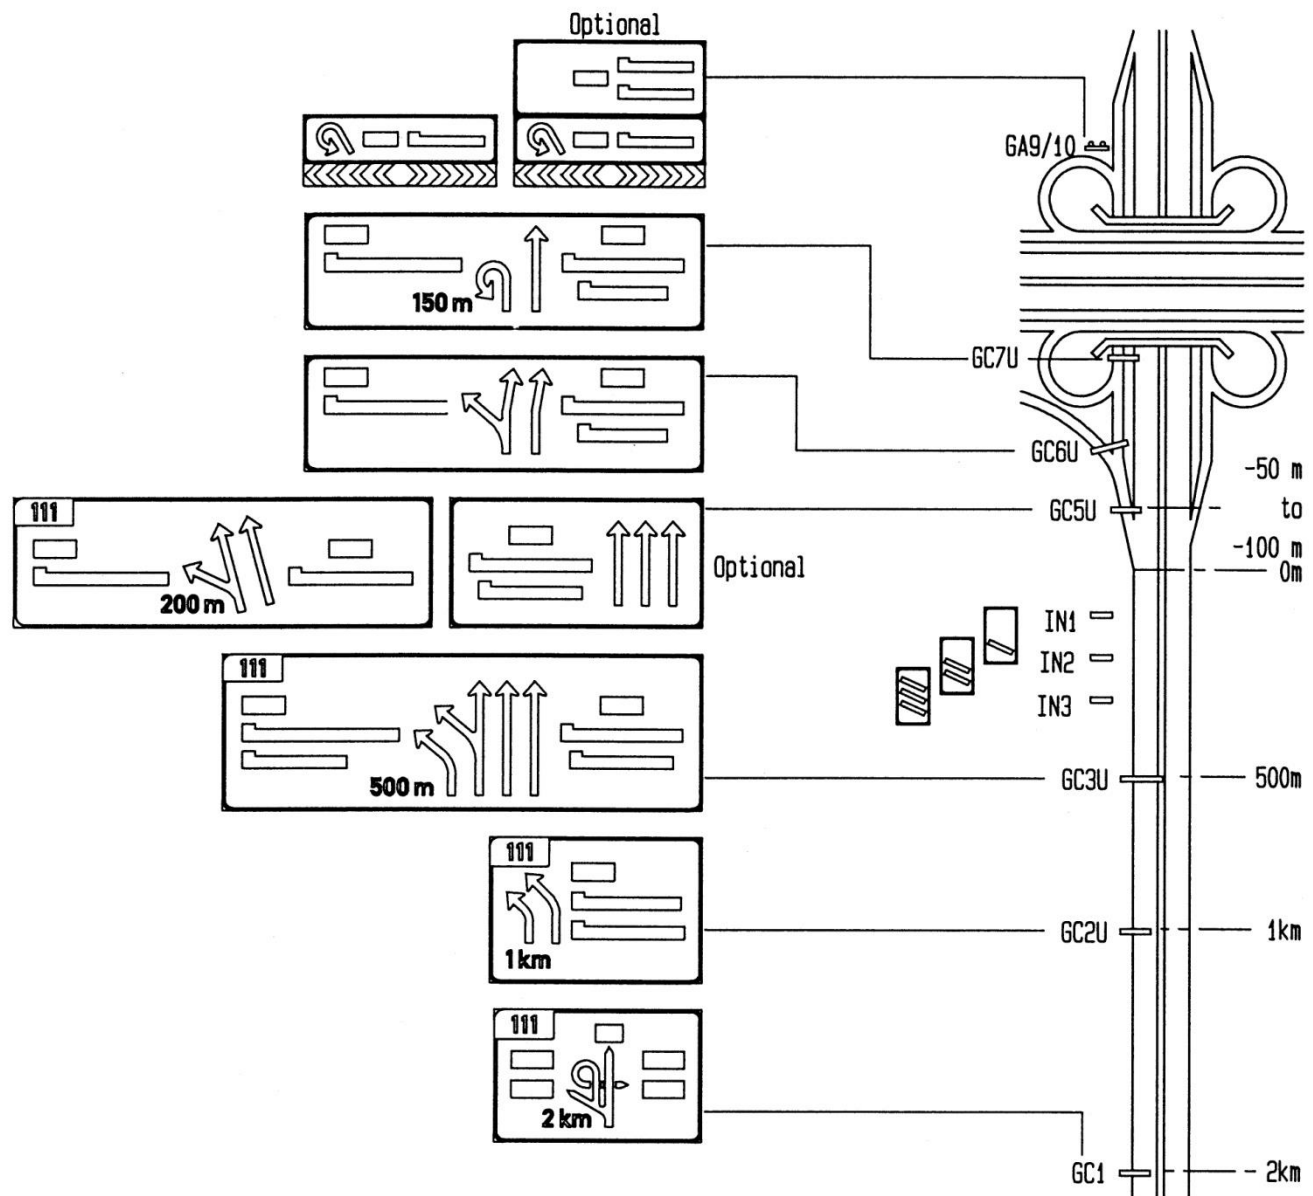 Optional
GA9/10
150 m
GC7U
GC6U
-50 m
111
GC5U
to
Optional
-100 m
200 m
0m
IN1
111
IN2
IN3
500 m
GC3U
500m
111
GC2U
1km
1 km
111
2 km
GC1
2km